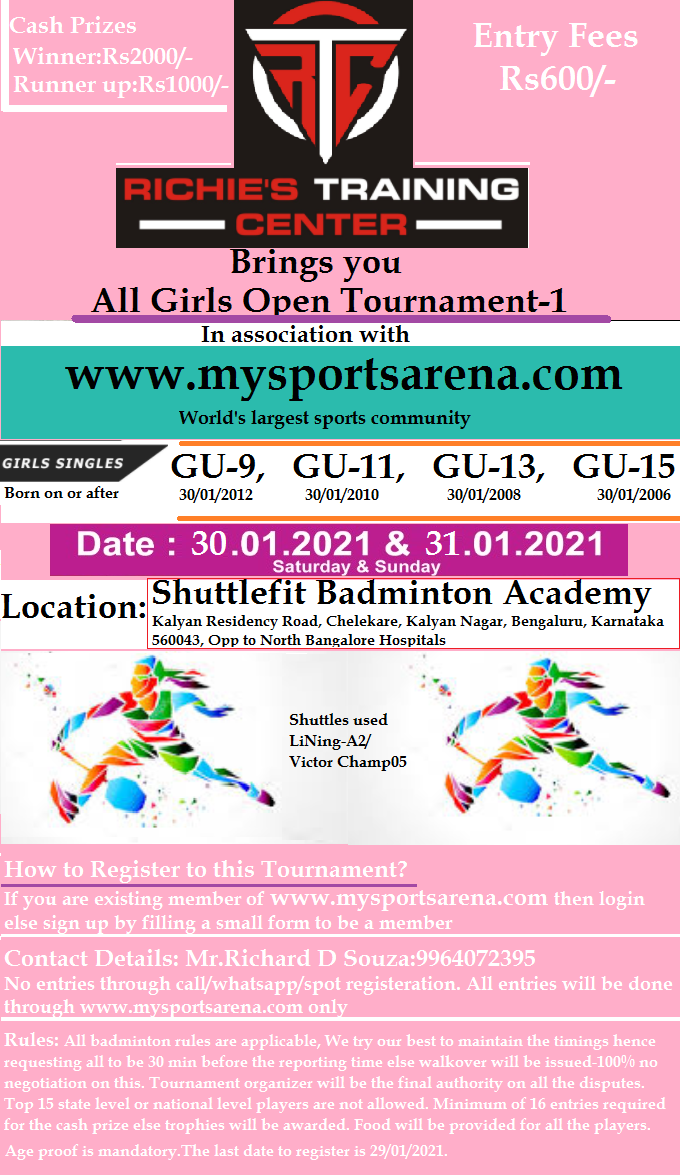 Cash Prizes
Winner:Rs2000/-
Runner up:Rs1000/-
Entry Fees
Rs600/-
RTC
RICHIE'S TRAINING
CENTER
Brings you
All Girls Open Tournament-1
In association with
www.mysportsarena.com
World's largest sports community
GIRLS SINGLES
Born on or after
GU-9, GU-11, GU-13, GU-15
30/01/2012 30/01/2010 30/01/2008 30/01/2006
Date : 30.01.2021 & 31.01.2021
Saturday & Sunday
Location:
Shuttlefit Badminton Academy
Kalyan Residency Road, Chelekare, Kalyan Nagar, Bengaluru, Karnataka
560043, Opp to North Bangalore Hospitals
Shuttles used
LiNing-A2/
Victor Champ05
How to Register to this Tournament?
If you are existing member of www.mysportsarena.com then login
else sign up by filling a small form to be a member
Contact Details: Mr.Richard D Souza:9964072395
No entries through call/whatsapp/spot registeration. All entries will be done
through www.mysportsarena.com only
Rules: All badminton rules are applicable, We try our best to maintain the timings hence
requesting all to be 30 min before the reporting time else walkover will be issued-100% no
negotiation on this. Tournament organizer will be the final authority on all the disputes.
Top 15 state level or national level players are not allowed. Minimum of 16 entries required
for the cash prize else trophies will be awarded. Food will be provided for all the players.
Age proof is mandatory.The last date to register is 29/01/2021.